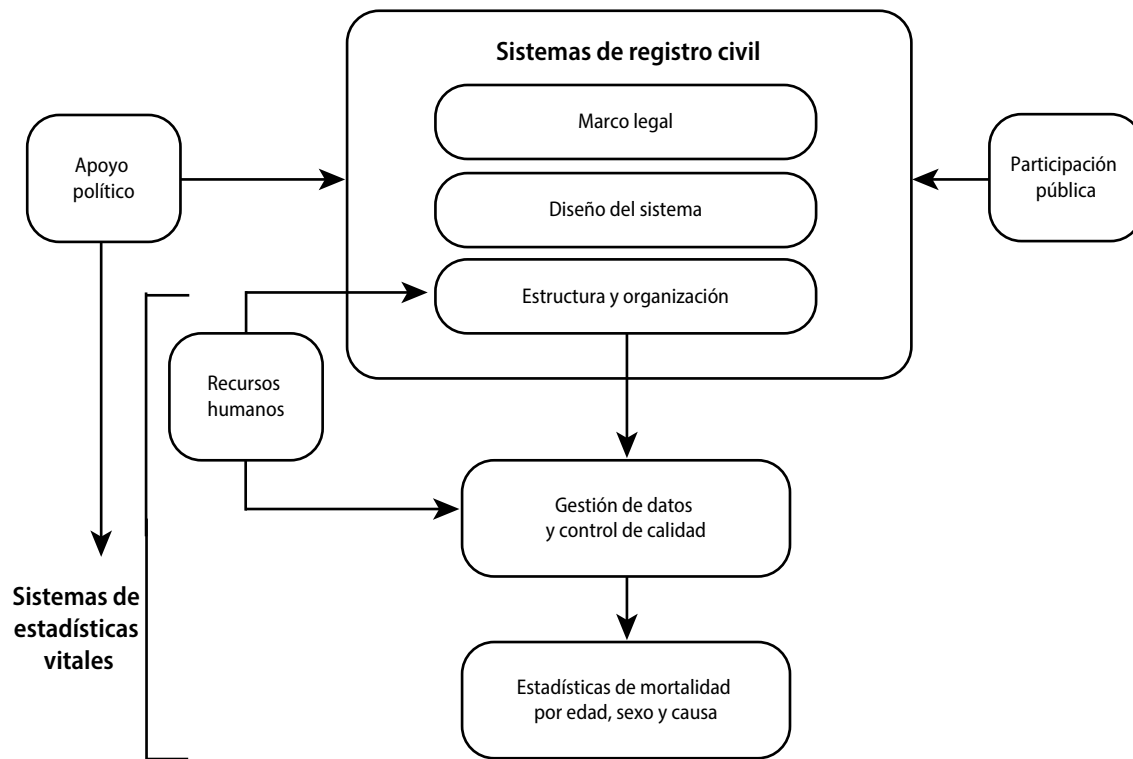 Sistemas de registro civil
Marco legal
Apoyo
político
Participación
pública
Diseño del sistema
Estructura y organización
Recursos
humanos
Gestión de datos
y control de calidad
Sistemas de
estadísticas
vitales
Estadísticas de mortalidad
por edad, sexo y causa